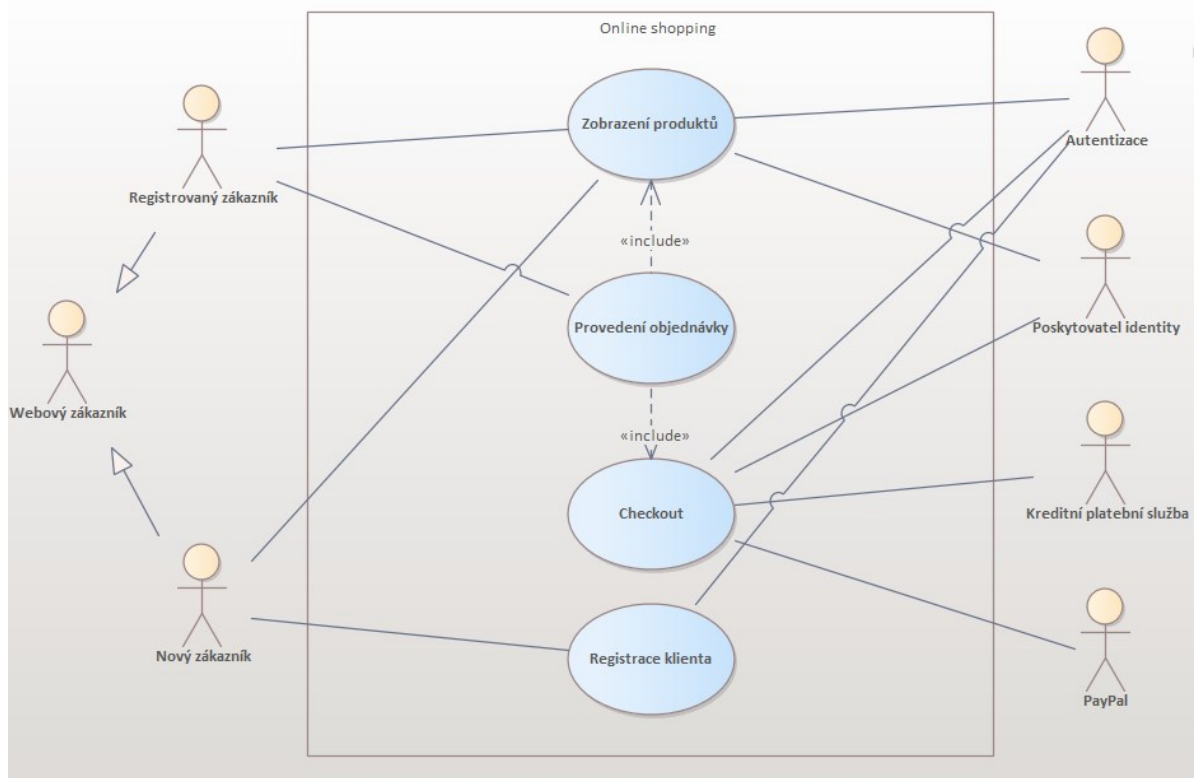 Online shopping
Zobrazení produktů
Autentizace
Registrovaný zákazník
«include»
Provedení objednávky
Poskytovatel identity
Webový zákazník
«include»
Checkout
Kreditní platební služba
Nový zákazník
Registrace klienta
PayPal